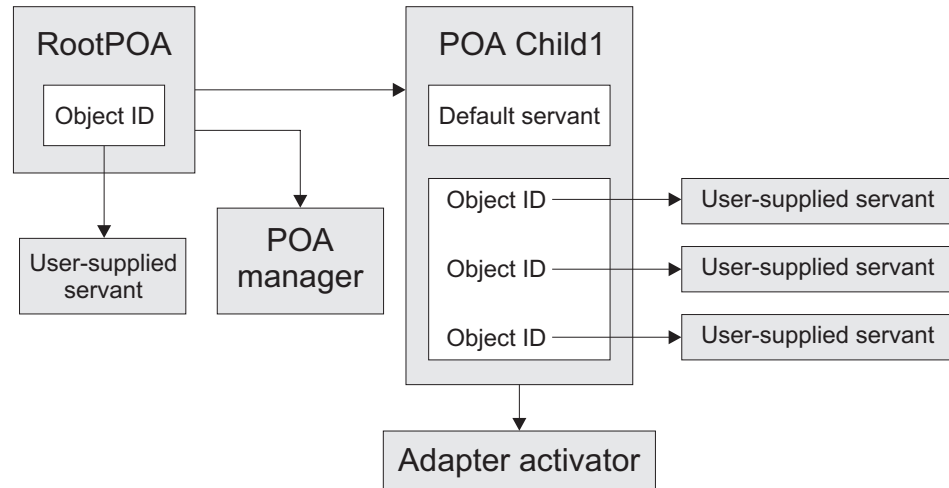 RootPOA
Object ID
User-supplied
servant
POA
manager
POA Child1
Default servant
Object ID
User-supplied servant
Object ID
User-supplied servant
Object ID
User-supplied servant
Adapter activator